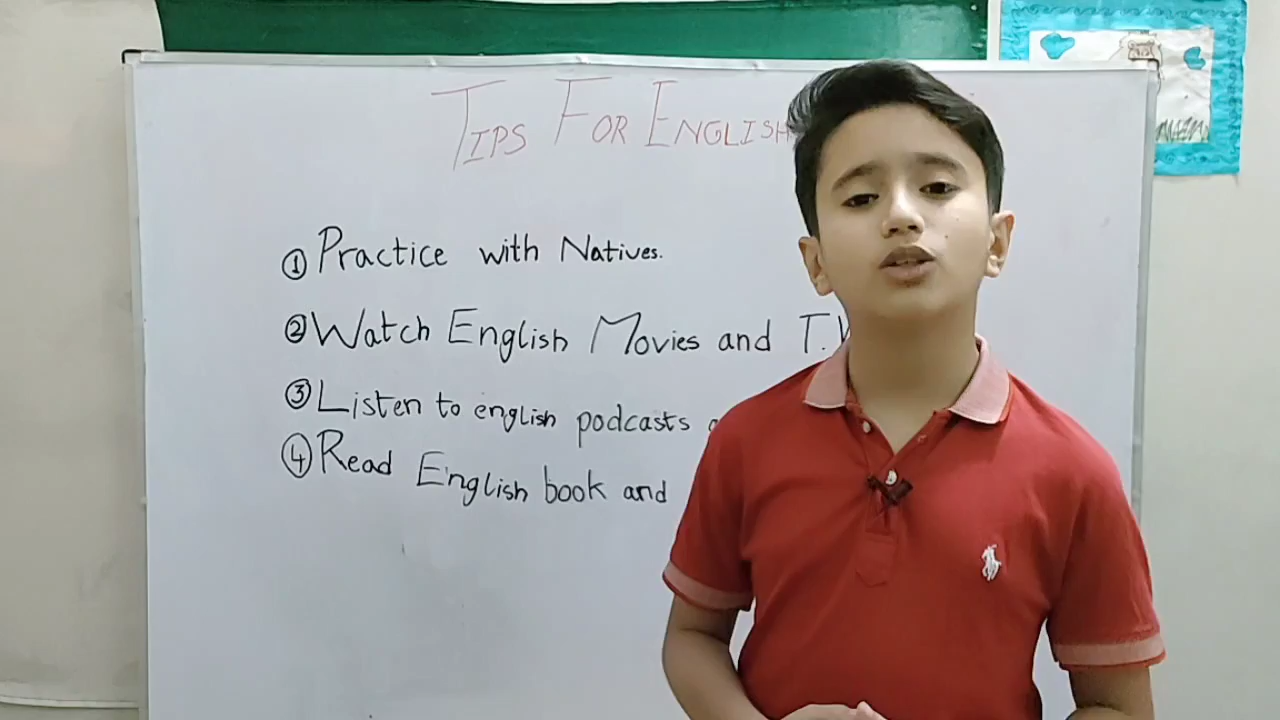 TIPS FOR ENGLISH
① Practice with Natives.
② Watch English Movies and T.V
③ Listen to english podcasts
④ Read English book and